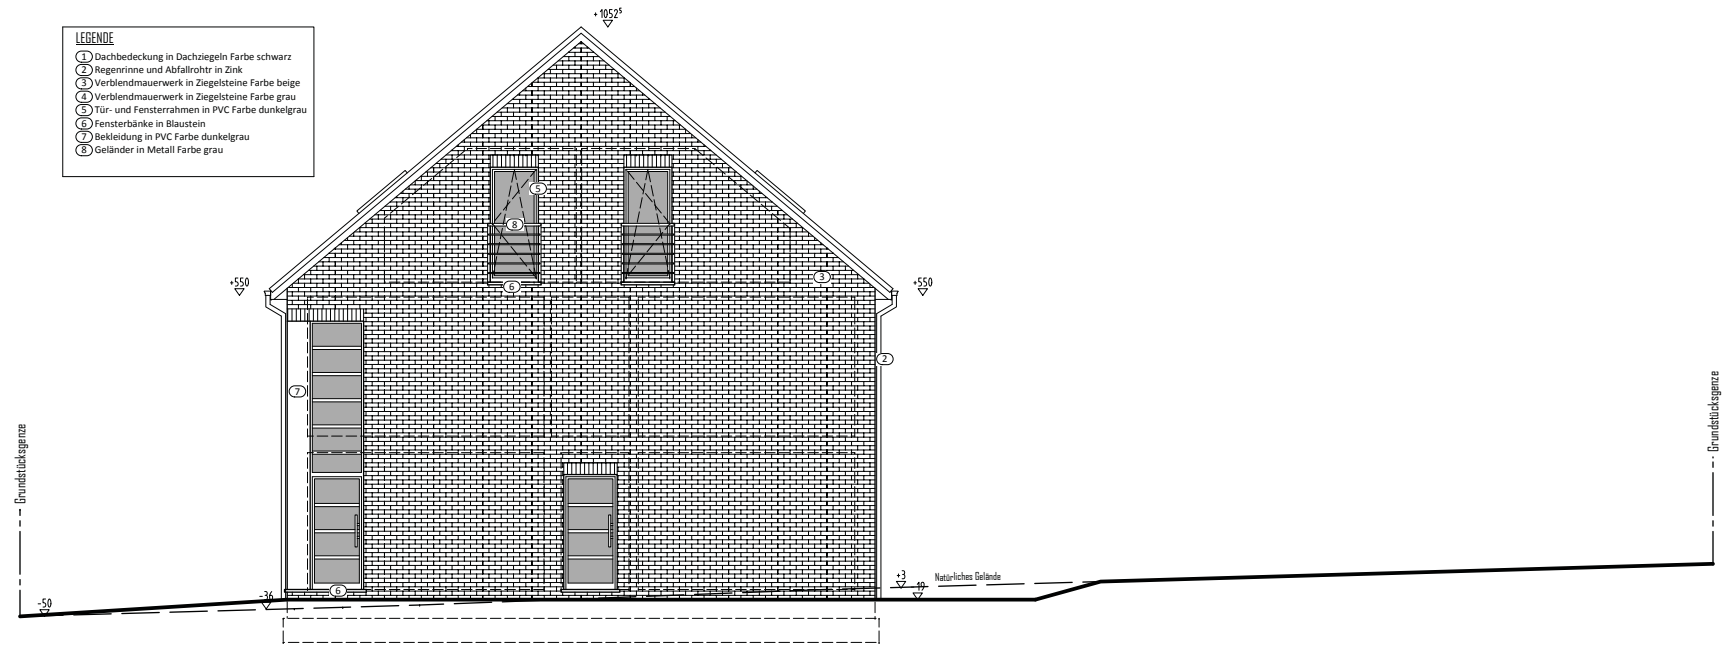 +1052⁵
LEGENDE
1 Dachbedeckung in Dachziegeln Farbe schwarz
2 Regenrinne und Abfallrohtr in Zink
3 Verblendmauerwerk in Ziegelsteine Farbe beige
4 Verblendmauerwerk in Ziegelsteine Farbe grau
5 Tür- und Fensterrahmen in PVC Farbe dunkelgrau
6 Fensterbänke in Blaustein
7 Bekleidung in PVC Farbe dunkelgrau
8 Geländer in Metall Farbe grau
5
8
3
6
+550
+550
2
7
Grundstücksgenze
Grundstücksgenze
+3
Natürliches Gelände
-19
6
-36
-50